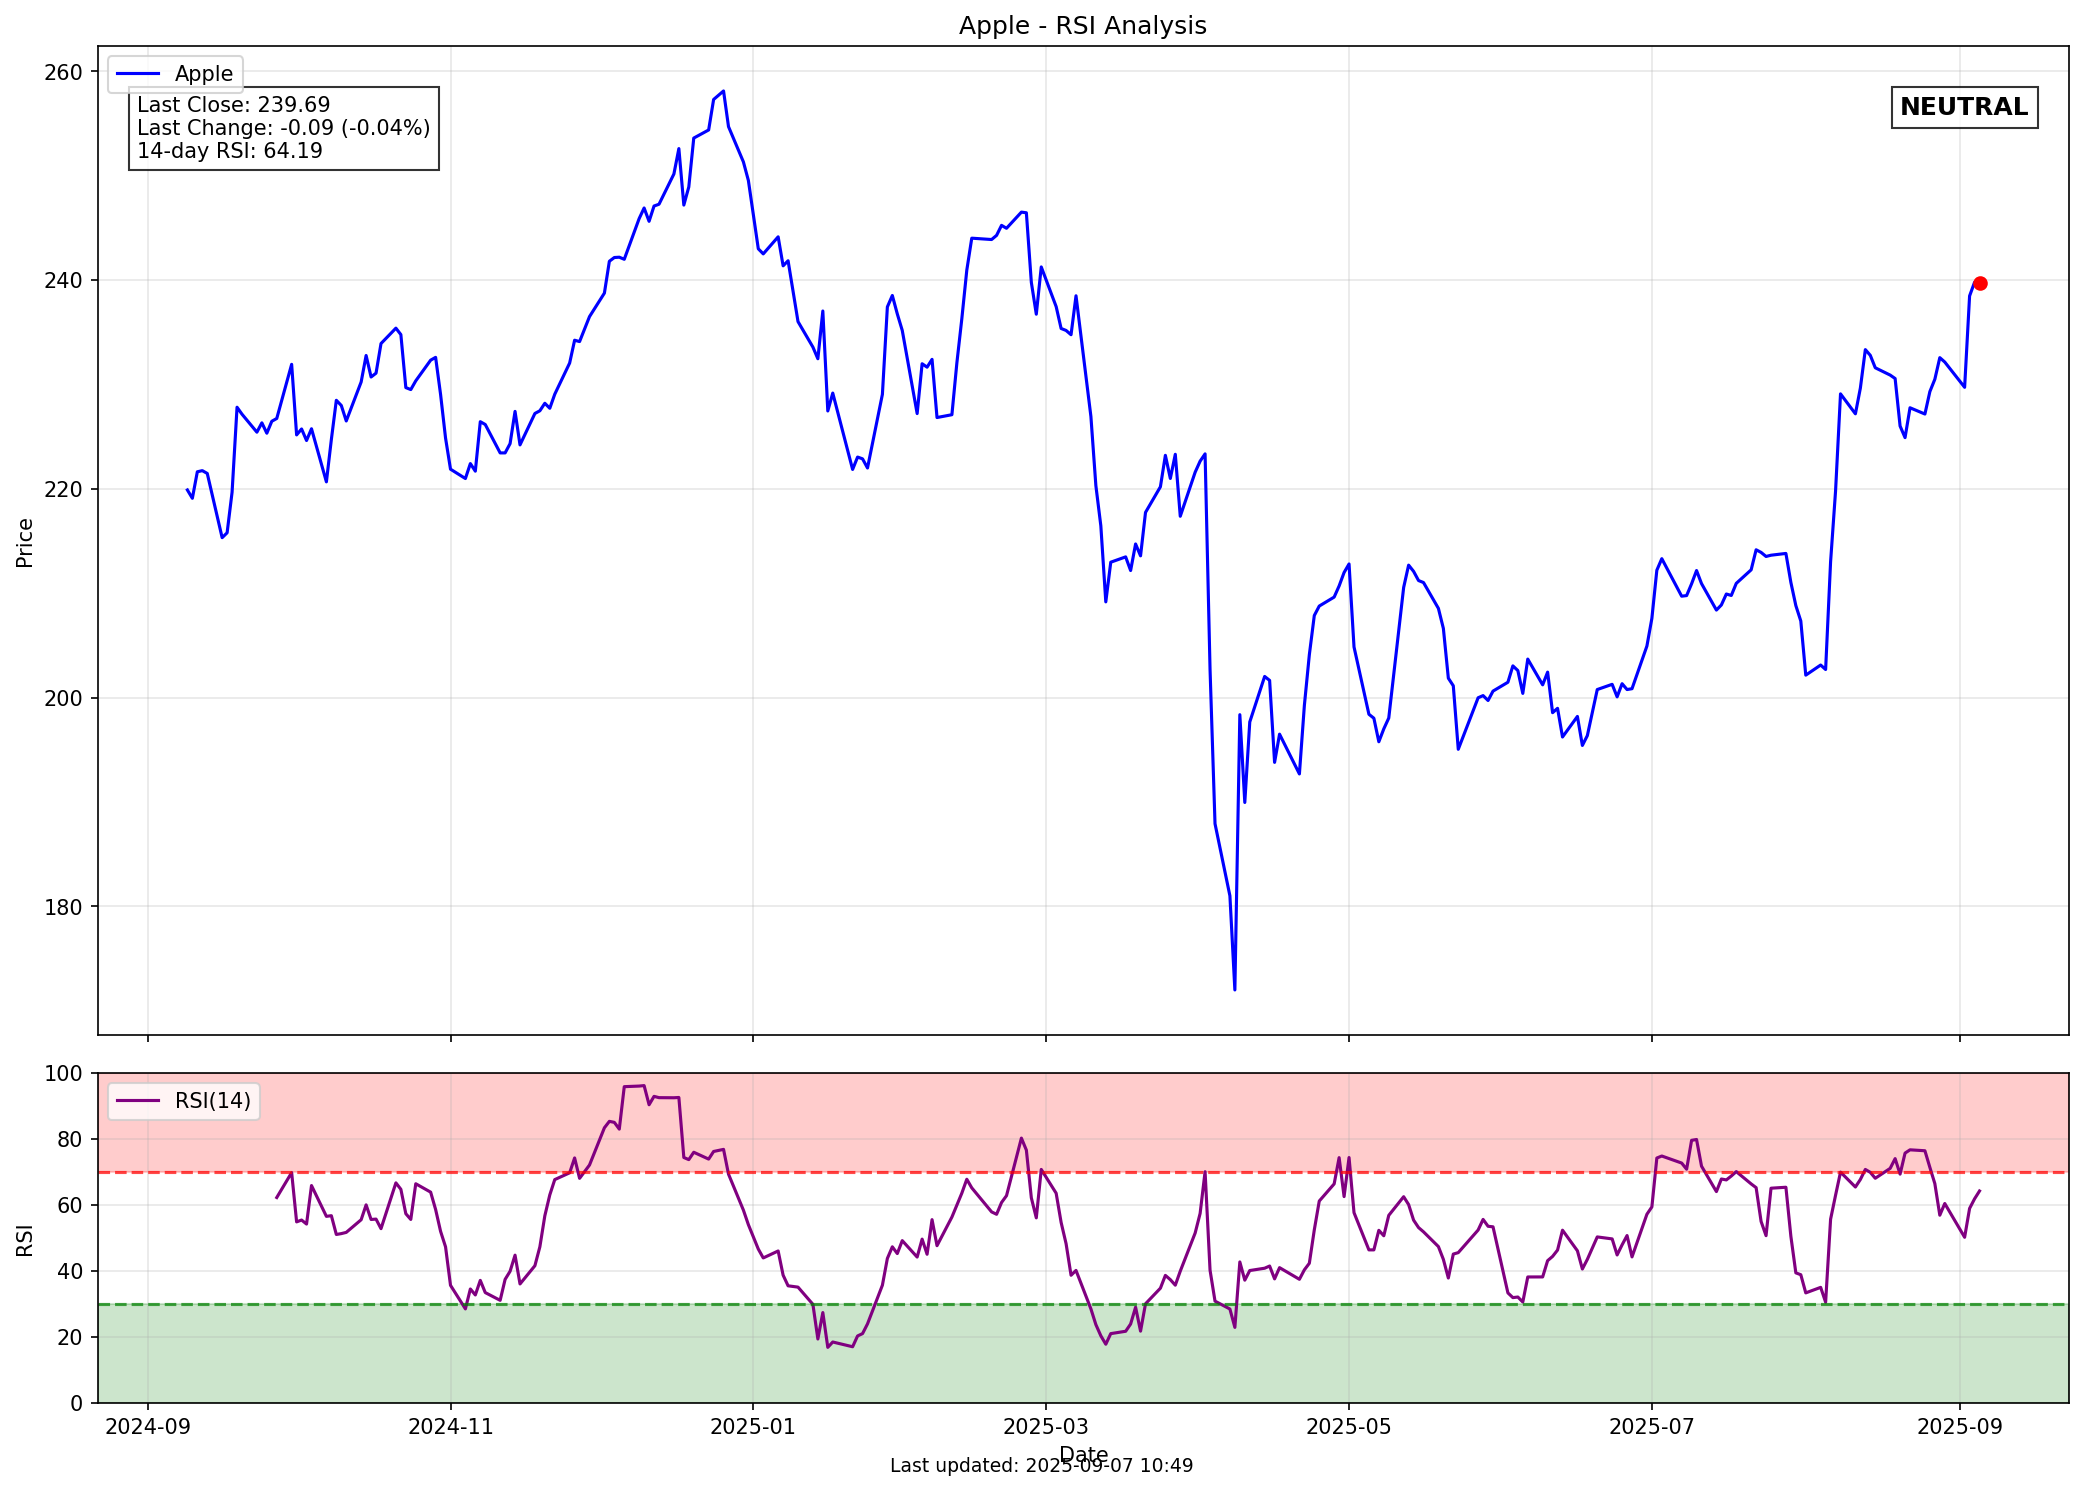 Apple - RSI Analysis
Apple
Last Close: 239.69
Last Change: -0.09 (-0.04%)
14-day RSI: 64.19
NEUTRAL
260
240
220
200
180
Price
RSI(14)
100
80
60
40
20
0
RSI
2024-09
2024-11
2025-01
2025-03
2025-05
2025-07
2025-09
Date
Last updated: 2025-09-07 10:49